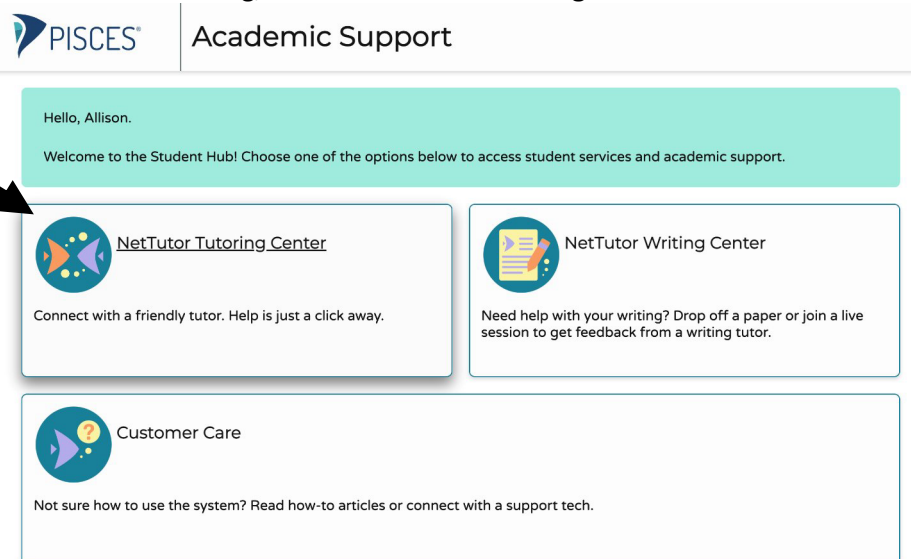 PISCES®
Academic Support
Hello, Allison.
Welcome to the Student Hub! Choose one of the options below to access student services and academic support.
NetTutor Tutoring Center
Connect with a friendly tutor. Help is just a click away.
NetTutor Writing Center
Need help with your writing? Drop off a paper or join a live
session to get feedback from a writing tutor.
?
Customer Care
Not sure how to use the system? Read how-to articles or connect with a support tech.